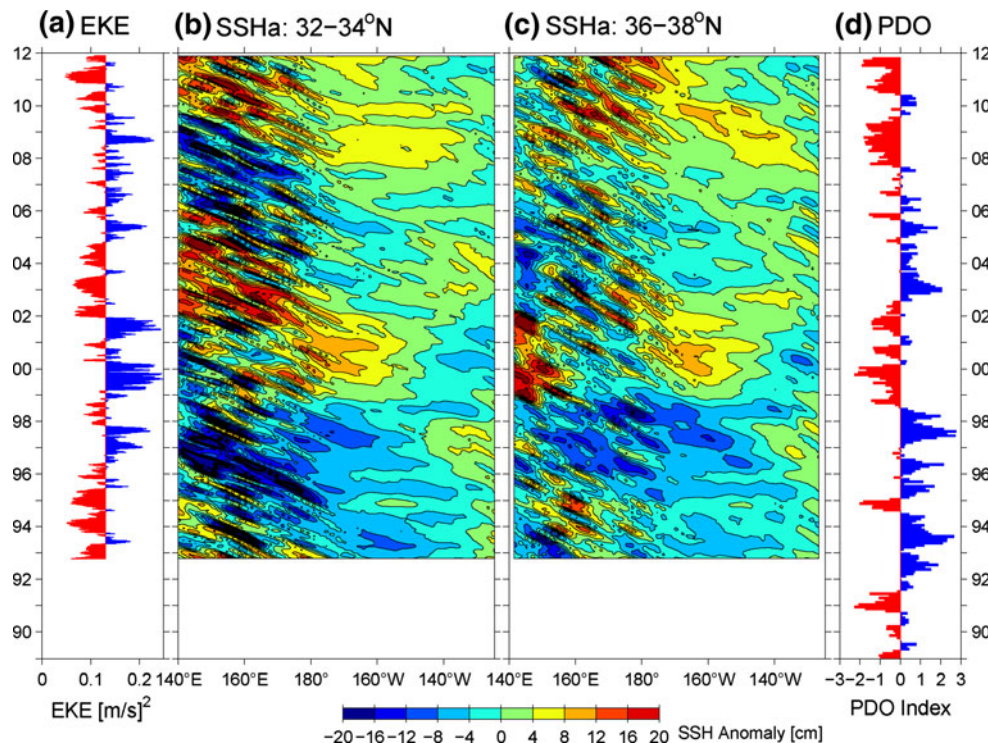 (a) EKE
(b) SSHa: 32–34°N
(c) SSHa: 36–38°N
(d) PDO
12
10
08
06
04
02
00
98
96
94
92
90
12
10
08
06
04
02
00
98
96
94
92
90
0 0.1 0.2
140°E 160°E 180° 160°W 140°W
160°E 180° 160°W 140°W
−3 −2 −1 0 1 2 3
EKE [m/s]²
−20 −16 −12 −8 −4 0 4 8 12 16 20
SSH Anomaly [cm]
PDO Index